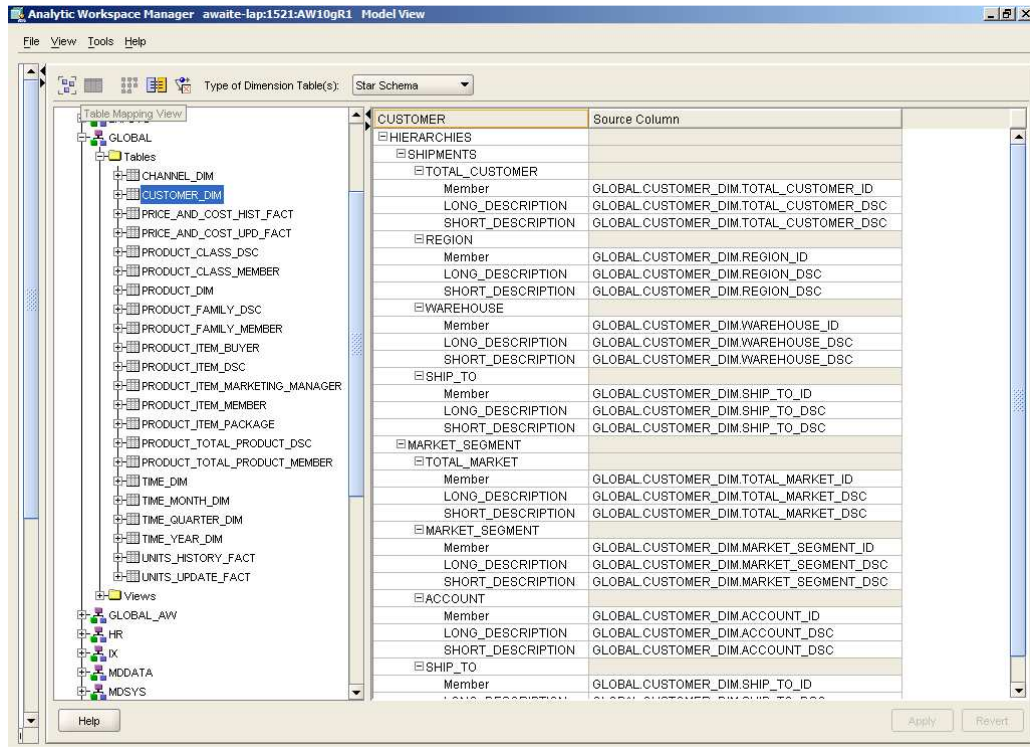 Analytic Workspace Manager awaite-lap:1521:AW10gR1 Model View
File View Tools Help
Type of Dimension Table(s): Star Schema
Table Mapping View
GLOBAL
Tables
CHANNEL_DIM
CUSTOMER_DIM
PRICE_AND_COST_HIST_FACT
PRICE_AND_COST_UPD_FACT
PRODUCT_CLASS_DSC
PRODUCT_CLASS_MEMBER
PRODUCT_DIM
PRODUCT_FAMILY_DSC
PRODUCT_FAMILY_MEMBER
PRODUCT_ITEM_BUYER
PRODUCT_ITEM_DSC
PRODUCT_ITEM_MARKETING_MANAGER
PRODUCT_ITEM_MEMBER
PRODUCT_ITEM_PACKAGE
PRODUCT_TOTAL_PRODUCT_DSC
PRODUCT_TOTAL_PRODUCT_MEMBER
TIME_DIM
TIME_MONTH_DIM
TIME_QUARTER_DIM
TIME_YEAR_DIM
UNITS_HISTORY_FACT
UNITS_UPDATE_FACT
Views
GLOBAL_AW
HR
IX
MDDATA
MDSYS
CUSTOMER Source Column
HIERARCHIES
SHIPMENTS
TOTAL_CUSTOMER
Member GLOBAL.CUSTOMER_DIM.TOTAL_CUSTOMER_ID
LONG_DESCRIPTION GLOBAL.CUSTOMER_DIM.TOTAL_CUSTOMER_DSC
SHORT_DESCRIPTION GLOBAL.CUSTOMER_DIM.TOTAL_CUSTOMER_DSC
REGION
Member GLOBAL.CUSTOMER_DIM.REGION_ID
LONG_DESCRIPTION GLOBAL.CUSTOMER_DIM.REGION_DSC
SHORT_DESCRIPTION GLOBAL.CUSTOMER_DIM.REGION_DSC
WAREHOUSE
Member GLOBAL.CUSTOMER_DIM.WAREHOUSE_ID
LONG_DESCRIPTION GLOBAL.CUSTOMER_DIM.WAREHOUSE_DSC
SHORT_DESCRIPTION GLOBAL.CUSTOMER_DIM.WAREHOUSE_DSC
SHIP_TO
Member GLOBAL.CUSTOMER_DIM.SHIP_TO_ID
LONG_DESCRIPTION GLOBAL.CUSTOMER_DIM.SHIP_TO_DSC
SHORT_DESCRIPTION GLOBAL.CUSTOMER_DIM.SHIP_TO_DSC
MARKET_SEGMENT
TOTAL_MARKET
Member GLOBAL.CUSTOMER_DIM.TOTAL_MARKET_ID
LONG_DESCRIPTION GLOBAL.CUSTOMER_DIM.TOTAL_MARKET_DSC
SHORT_DESCRIPTION GLOBAL.CUSTOMER_DIM.TOTAL_MARKET_DSC
MARKET_SEGMENT
Member GLOBAL.CUSTOMER_DIM.MARKET_SEGMENT_ID
LONG_DESCRIPTION GLOBAL.CUSTOMER_DIM.MARKET_SEGMENT_DSC
SHORT_DESCRIPTION GLOBAL.CUSTOMER_DIM.MARKET_SEGMENT_DSC
ACCOUNT
Member GLOBAL.CUSTOMER_DIM.ACCOUNT_ID
LONG_DESCRIPTION GLOBAL.CUSTOMER_DIM.ACCOUNT_DSC
SHORT_DESCRIPTION GLOBAL.CUSTOMER_DIM.ACCOUNT_DSC
SHIP_TO
Member GLOBAL.CUSTOMER_DIM.SHIP_TO_ID
Help Apply Revert